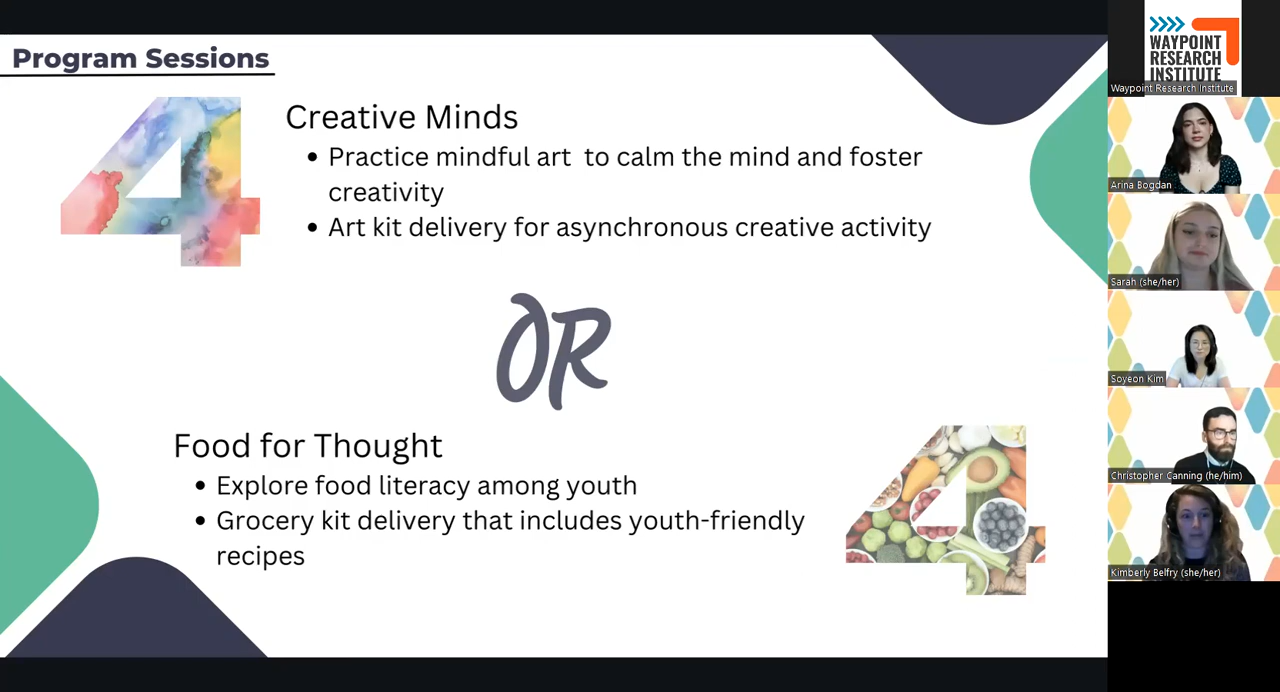 Program Sessions
4
Creative Minds
• Practice mindful art  to calm the mind and foster
creativity
• Art kit delivery for asynchronous creative activity
OR
Food for Thought
• Explore food literacy among youth
• Grocery kit delivery that includes youth-friendly
recipes
4
WAYPOINT
RESEARCH
INSTITUTE
Waypoint Research Institute
Arina Bogdan
Sarah (she/her)
Soyeon Kim
Christopher Canning (he/him)
Kimberly Belfry (she/her)